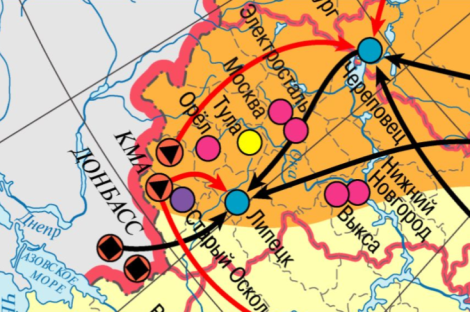 Электросталь
Москва
Череповец
Тула
Орёл
КМА
ДОНБАСС
Нижний
Новгород
Выкса
Липецк
Старый Оскол
Днепр
АЗОВСКОЕ
МОРЕ